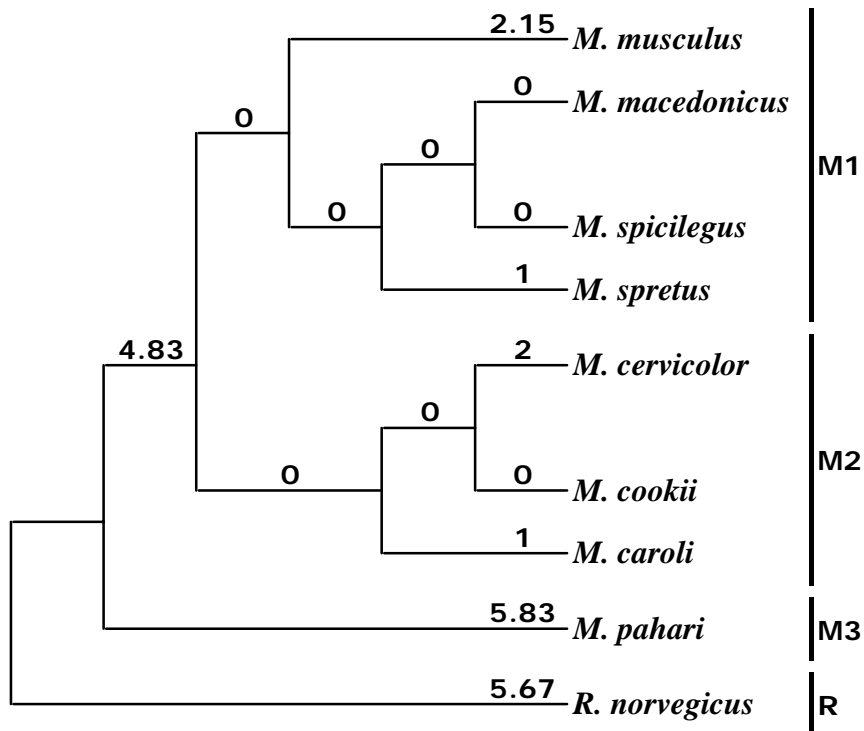 2.15 M. musculus
0 M. macedonicus
0
0
M1
0
0 M. spicilegus
1 M. spretus
4.83
2 M. cervicolor
0
M2
0
0 M. cookii
1 M. caroli
5.83 M. pahari M3
5.67 R. norvegicus R